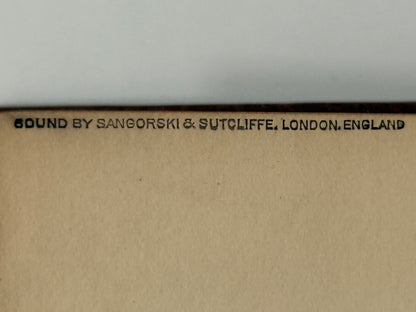 BOUND BY SANGORSKI & SUTCLIFFE, LONDON, ENGLAND